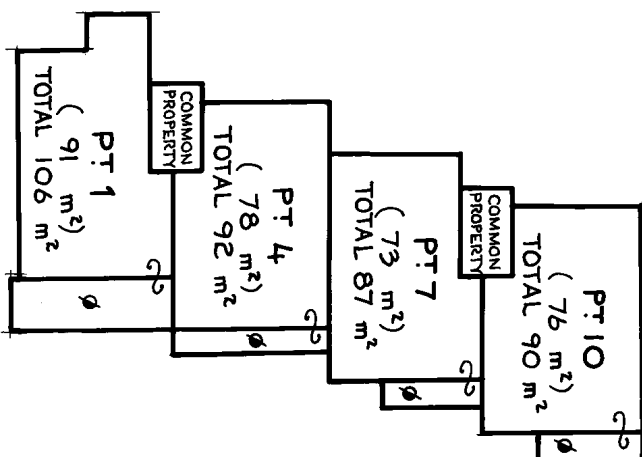 PT 1
( 91 m²)
TOTAL 106 m²
COMMON
PROPERTY
PT 4
( 78 m²)
TOTAL 92 m²
ø
PT 7
( 73 m²)
TOTAL 87 m²
ø
COMMON
PROPERTY
PT 10
( 76 m²)
TOTAL 90 m²
ø
ø